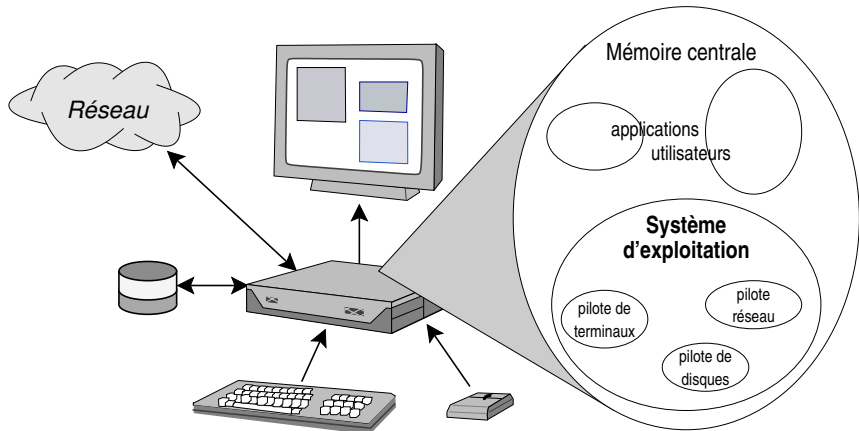 Réseau
Mémoire centrale
applications
utilisateurs
Système
d'exploitation
pilote de
terminaux
pilote
réseau
pilote de
disques